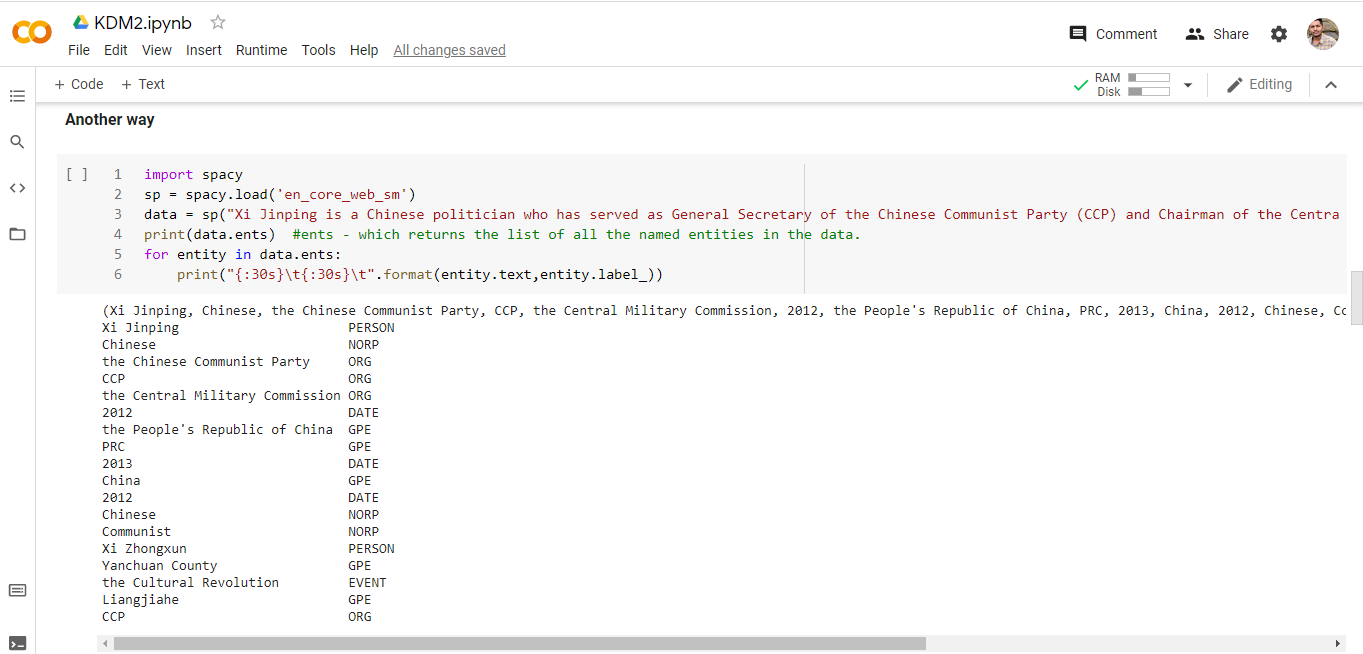 KDM2.ipynb
File Edit View Insert Runtime Tools Help All changes saved
Comment Share
+ Code + Text
RAM
Disk
Editing
Another way
[ ] 1 import spacy
2 sp = spacy.load('en_core_web_sm')
3 data = sp("Xi Jinping is a Chinese politician who has served as General Secretary of the Chinese Communist Party (CCP) and Chairman of the Centra
4 print(data.ents) #ents - which returns the list of all the named entities in the data.
5 for entity in data.ents:
6 print("{:30s}\t{:30s}\t".format(entity.text,entity.label_))
(Xi Jinping, Chinese, the Chinese Communist Party, CCP, the Central Military Commission, 2012, the People's Republic of China, PRC, 2013, China, 2012, Chinese, Co
Xi Jinping PERSON
Chinese NORP
the Chinese Communist Party ORG
CCP ORG
the Central Military Commission ORG
2012 DATE
the People's Republic of China GPE
PRC GPE
2013 DATE
China GPE
2012 DATE
Chinese NORP
Communist NORP
Xi Zhongxun PERSON
Yanchuan County GPE
the Cultural Revolution EVENT
Liangjiahe GPE
CCP ORG